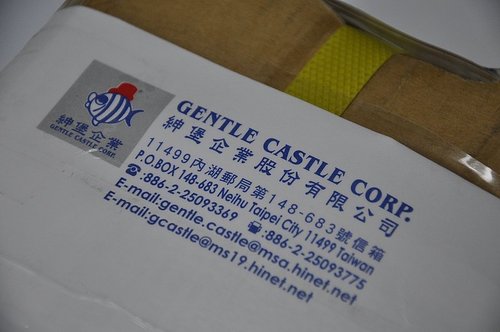 紳堡企業
GENTLE CASTLE CORP.
GENTLE CASTLE CORP.
紳堡企業股份有限公司
11499內湖郵局第148-683號信箱
P.O.BOX 148-683 Neihu Taipei City 11499 Taiwan
☎:886-2-25093369 📠:886-2-25093775
E-mail:gentle.castle@msa.hinet.net
E-mail:gcastle@ms19.hinet.net